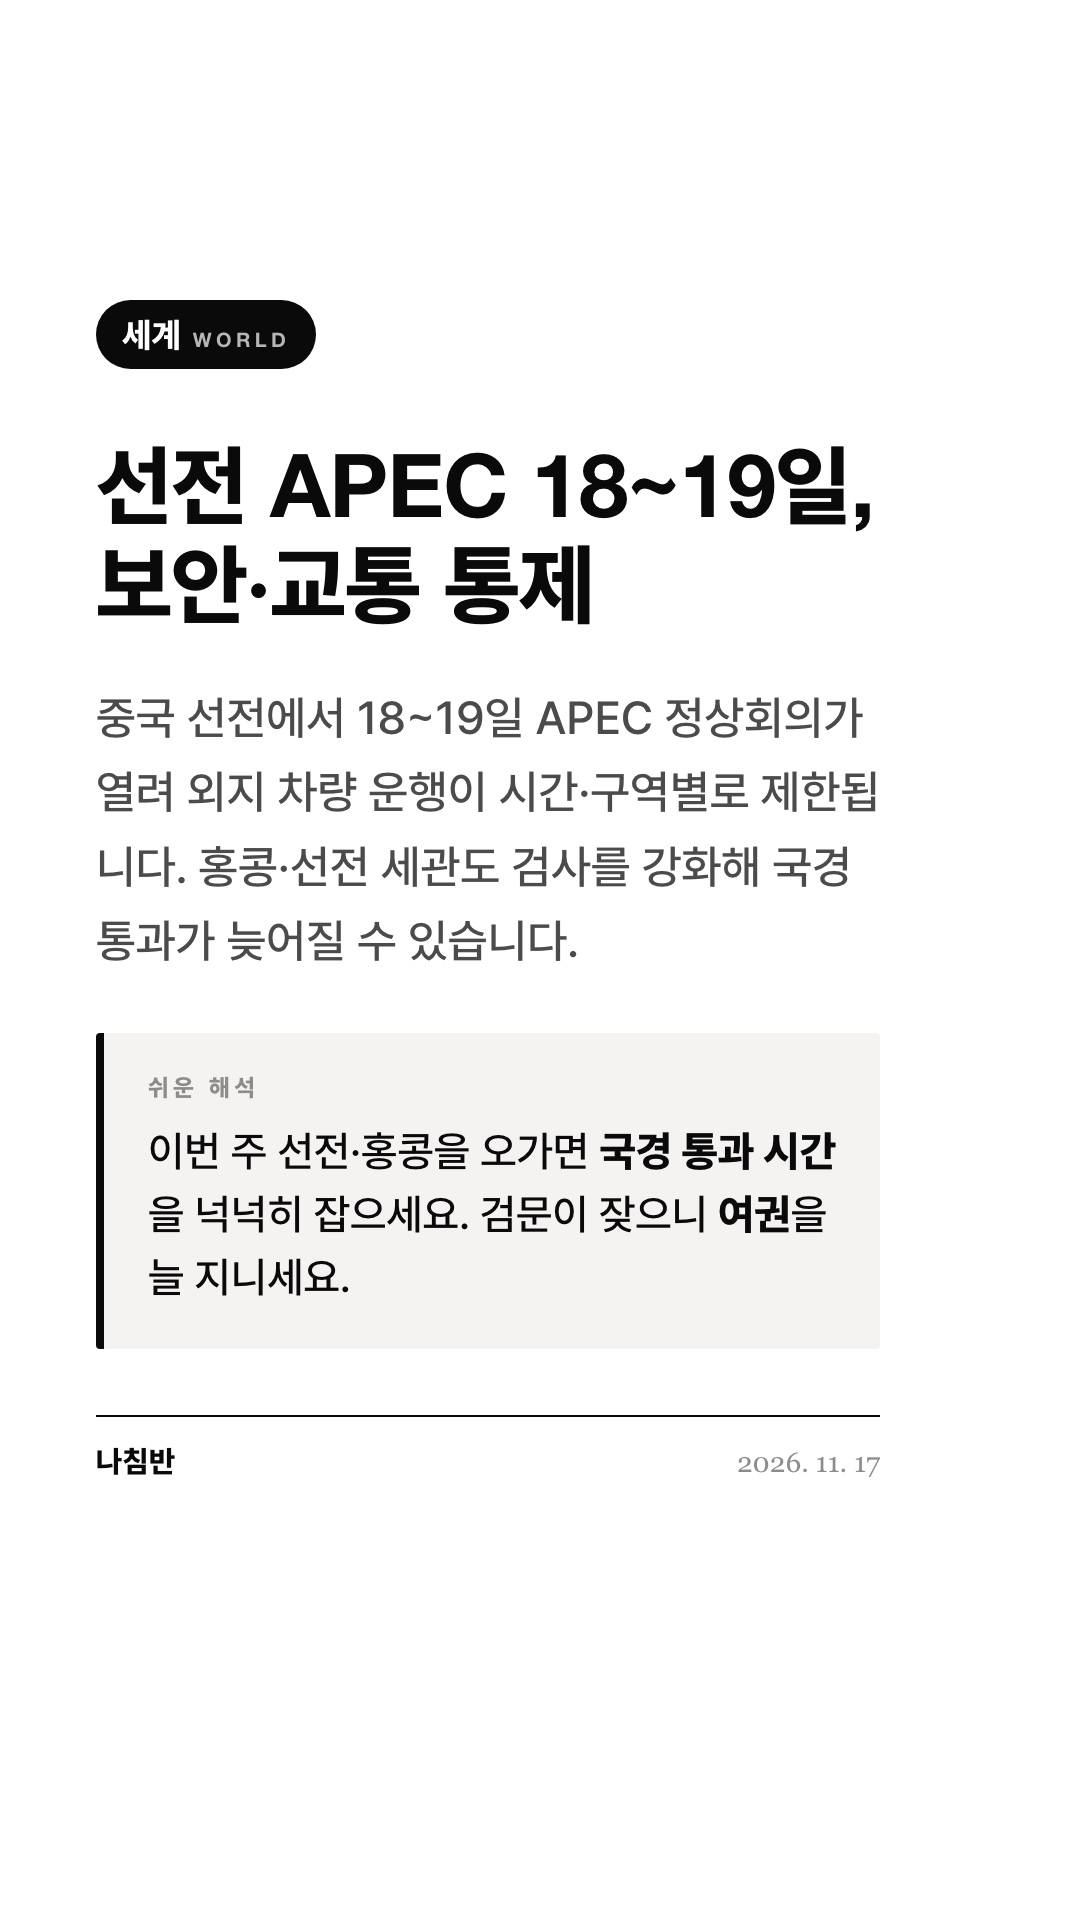 세계 WORLD
선전 APEC 18~19일,
보안·교통 통제
중국 선전에서 18~19일 APEC 정상회의가
열려 외지 차량 운행이 시간·구역별로 제한됩
니다. 홍콩·선전 세관도 검사를 강화해 국경
통과가 늦어질 수 있습니다.
쉬운 해석
이번 주 선전·홍콩을 오가면 국경 통과 시간
을 넉넉히 잡으세요. 검문이 잦으니 여권을
늘 지니세요.
나침반
2026. 11. 17